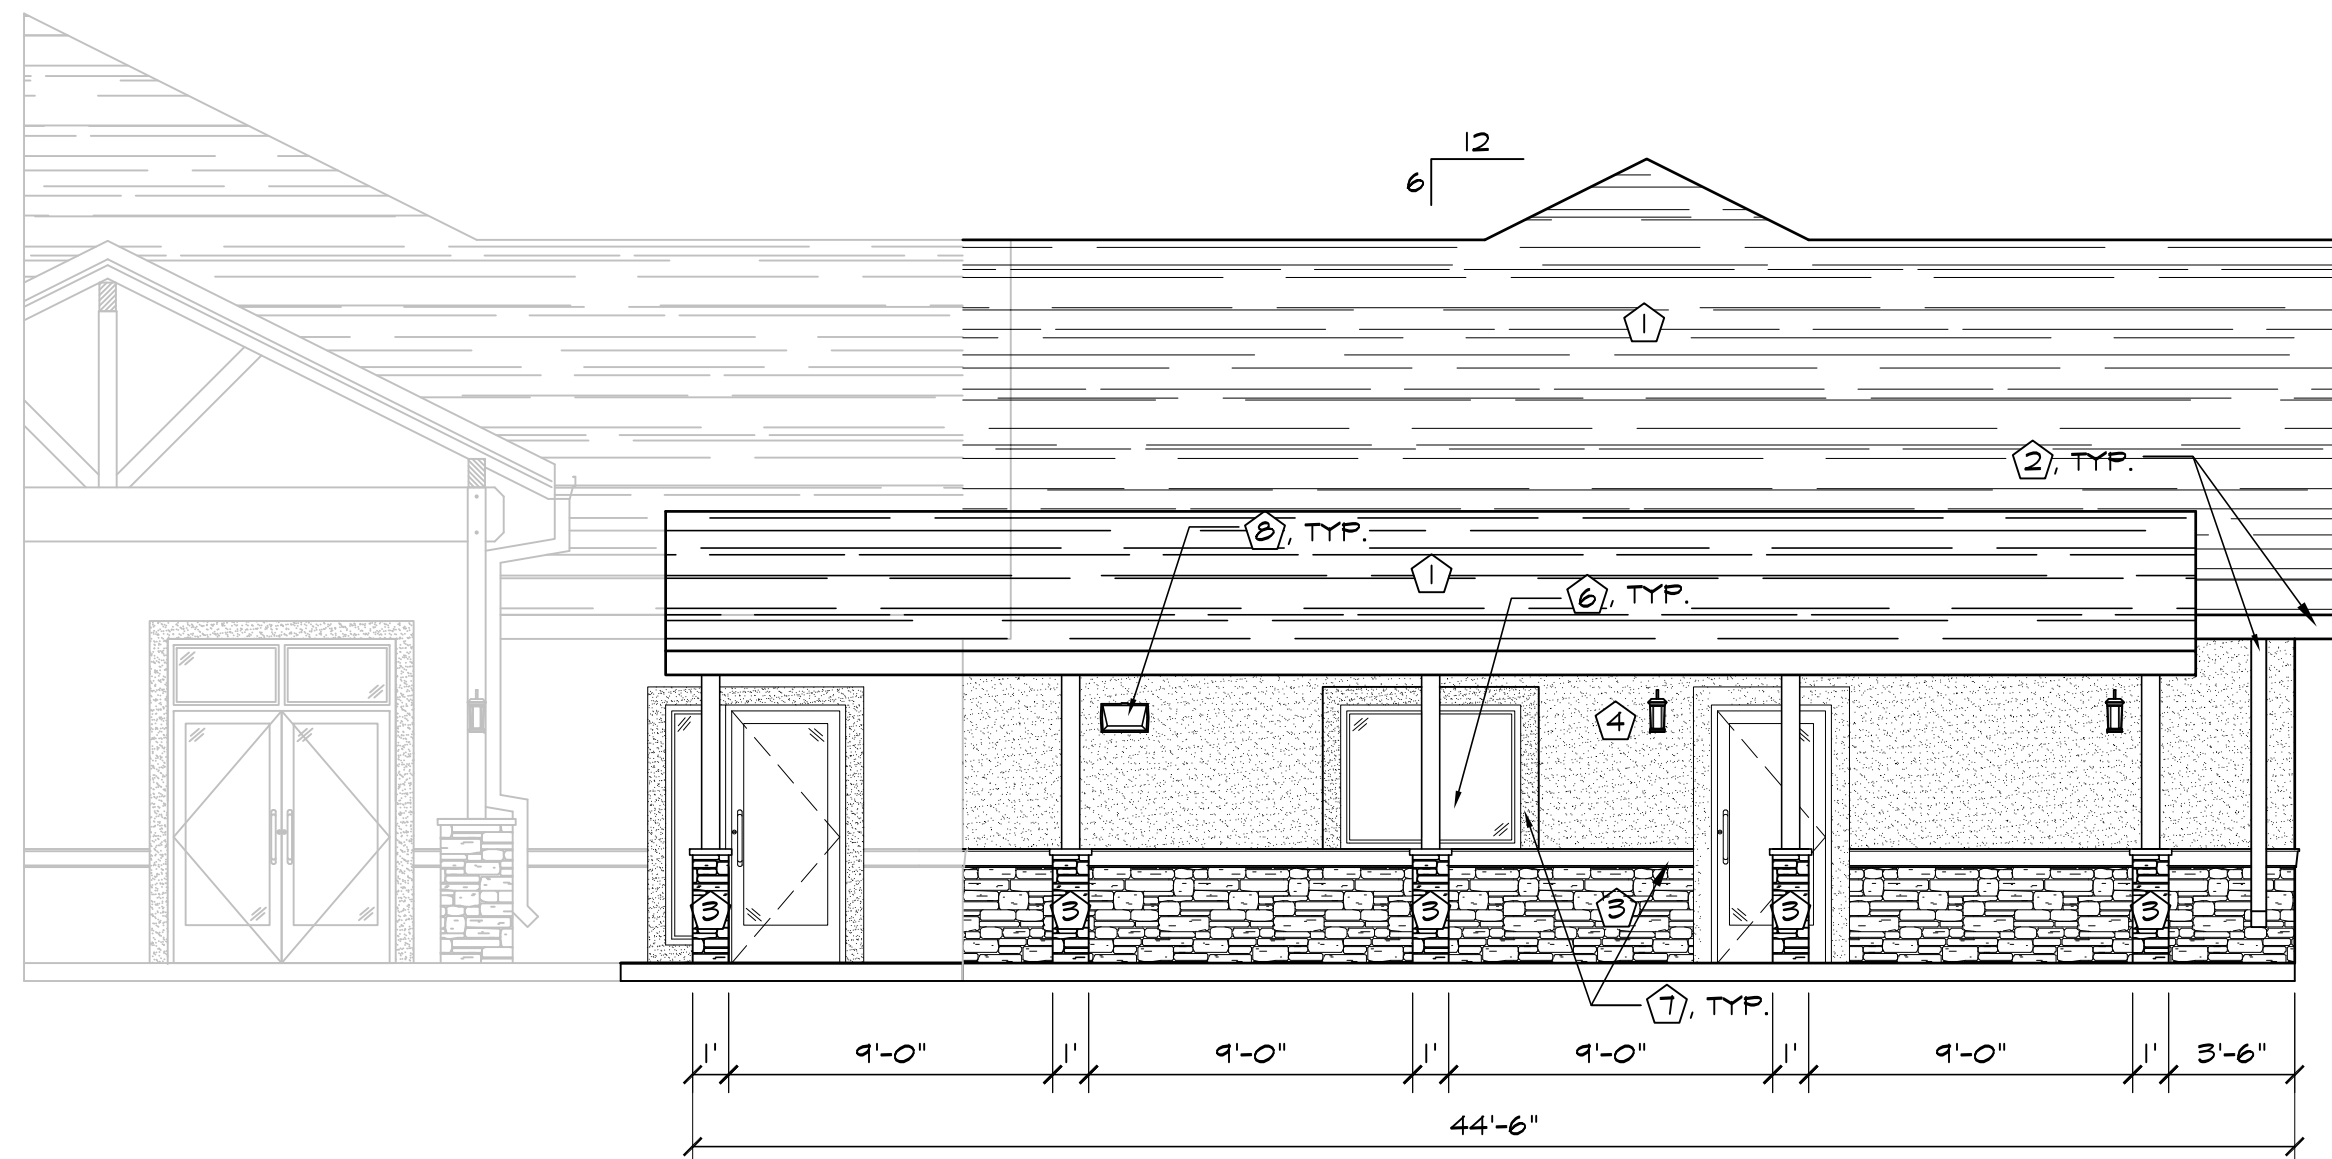 12
6
1
2, TYP.
8, TYP.
1
6, TYP.
4
3
3
3
3
3
3
7, TYP.
1' 9'-0" 1' 9'-0" 1' 9'-0" 1' 9'-0" 1' 3'-6"
44'-6"